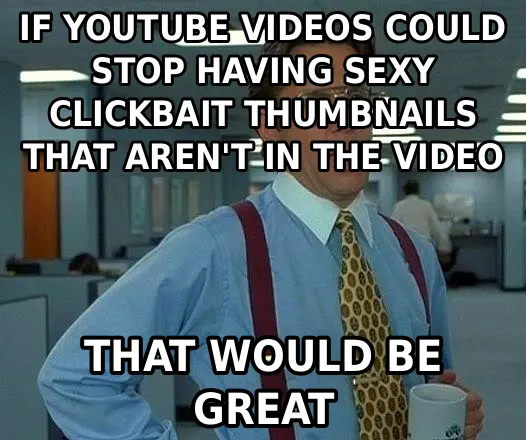 IF YOUTUBE VIDEOS COULD
STOP HAVING SEXY
CLICKBAIT THUMBNAILS
THAT AREN'T IN THE VIDEO
THAT WOULD BE
GREAT